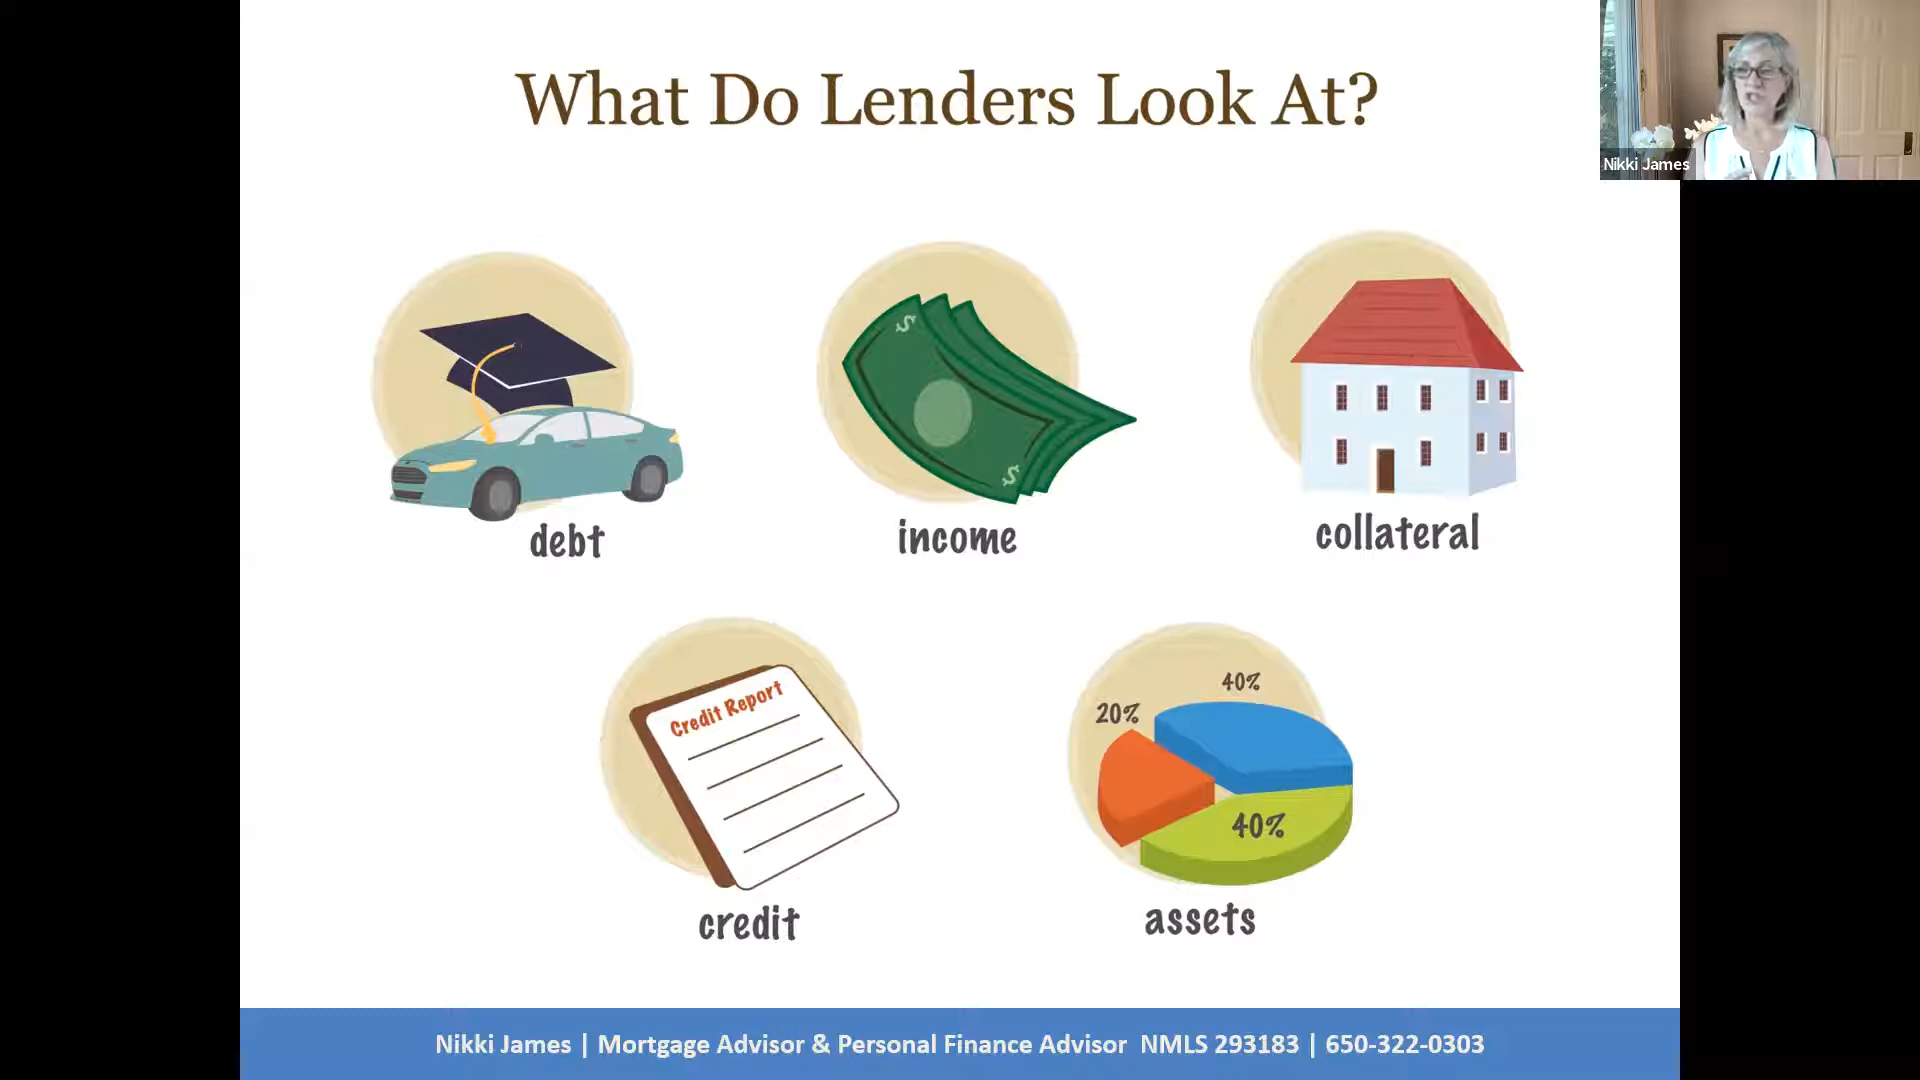 What Do Lenders Look At?
Nikki James
$
$
debt
income
collateral
Credit Report
40%
20%
40%
credit
assets
Nikki James | Mortgage Advisor & Personal Finance Advisor NMLS 293183 | 650-322-0303